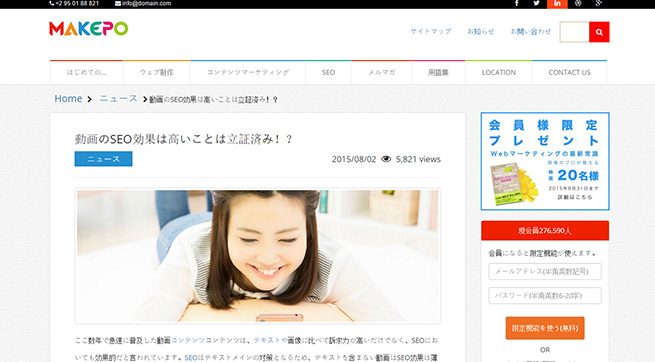 +2 95 01 88 821 info@domain.com
MAKEPO
サイトマップ お知らせ お問い合わせ
はじめての... ウェブ制作 コンテンツマーケティング SEO メルマガ 用語集 LOCATION CONTACT US
Home ニュース 動画のSEO効果は高いことは立証済み！？
動画のSEO効果は高いことは立証済み！？
ニュース 2015/08/02 5,821 views
ここ数年で急速に普及した動画コンテンツコンテンツは、テキストや画像に比べて訴求力が高いだけでなく、SEOにお
いても効果的だと言われています。SEOはテキストメインの対策となるため、テキストを含まない動画はSEO効果は薄
会員様限定
プレゼント
Webマーケティングの最新常識
現場のプロが教える
抽選 20名様
2015年8月31日まで
詳細はこちら
現会員276,590人
会員になると限定機能が使えます。
メールアドレス(半角英数記号)
パスワード(半角英数6-20字)
限定機能を使う(無料)
OR